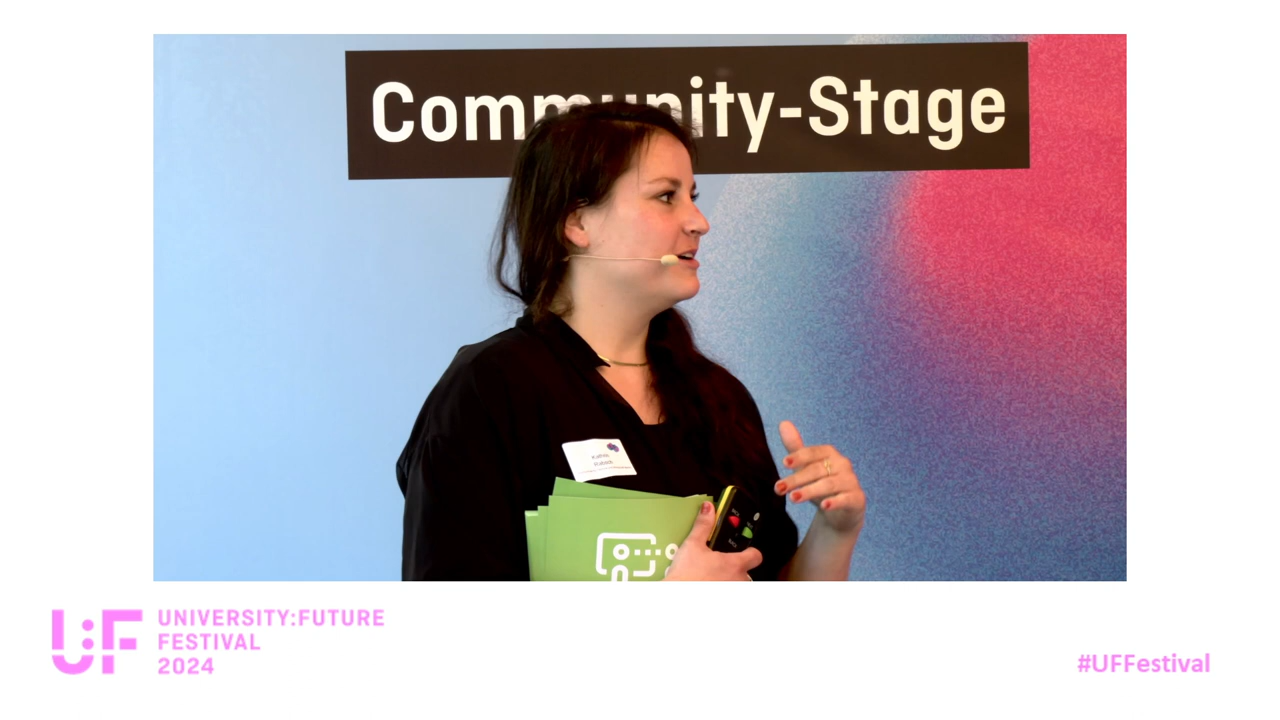 Community-Stage
U:F
UNIVERSITY:FUTURE
FESTIVAL
2024
#UFFestival